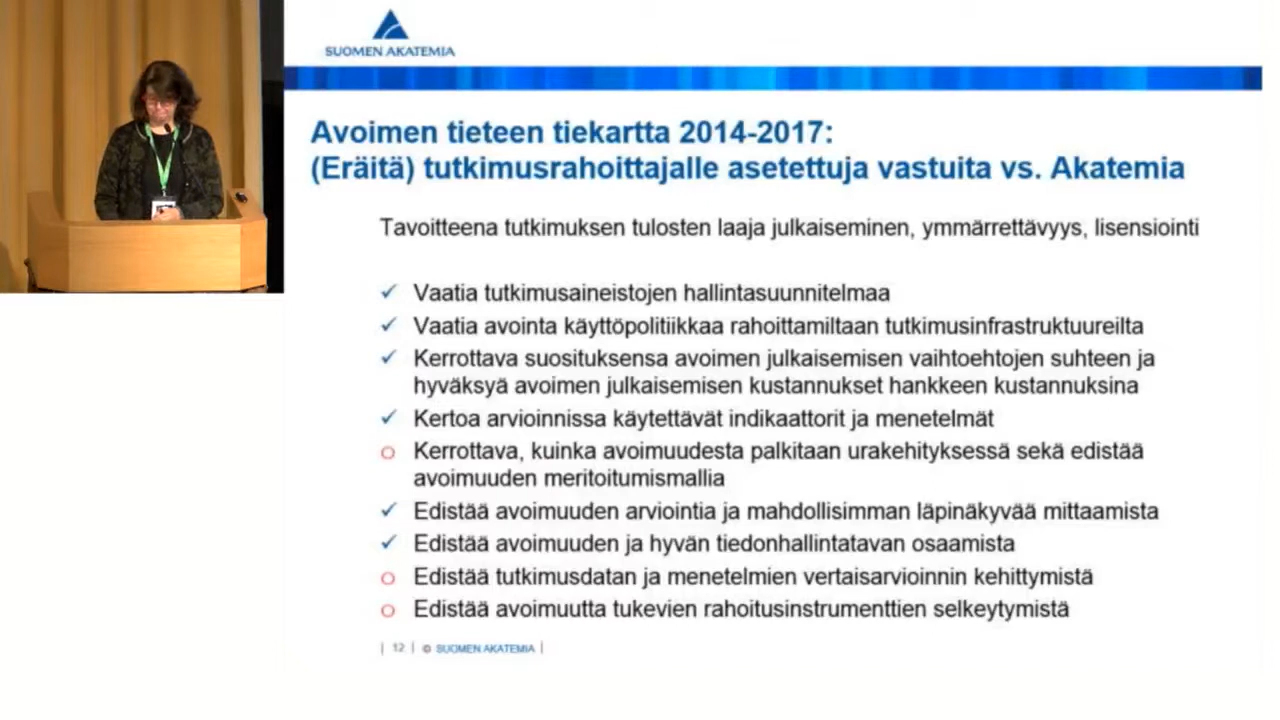 SUOMEN AKATEMIA
Avoimen tieteen tiekartta 2014-2017:
(Eräitä) tutkimusrahoittajalle asetettuja vastuita vs. Akatemia
Tavoitteena tutkimuksen tulosten laaja julkaiseminen, ymmärrettävyys, lisensiointi
✓ Vaatia tutkimusaineistojen hallintasuunnitelmaa
✓ Vaatia avointa käyttöpolitiikkaa rahoittamiltaan tutkimusinfrastruktuureilta
✓ Kerrottava suosituksensa avoimen julkaisemisen vaihtoehtojen suhteen ja
hyväksyä avoimen julkaisemisen kustannukset hankkeen kustannuksina
✓ Kertoa arvioinnissa käytettävät indikaattorit ja menetelmät
o Kerrottava, kuinka avoimuudesta palkitaan urakehityksessä sekä edistää
avoimuuden meritoitumismallia
✓ Edistää avoimuuden arviointia ja mahdollisimman läpinäkyvää mittaamista
✓ Edistää avoimuuden ja hyvän tiedonhallintatavan osaamista
o Edistää tutkimusdatan ja menetelmien vertaisarvioinnin kehittymistä
o Edistää avoimuutta tukevien rahoitusinstrumenttien selkeytymistä
| 12 | © SUOMEN AKATEMIA |